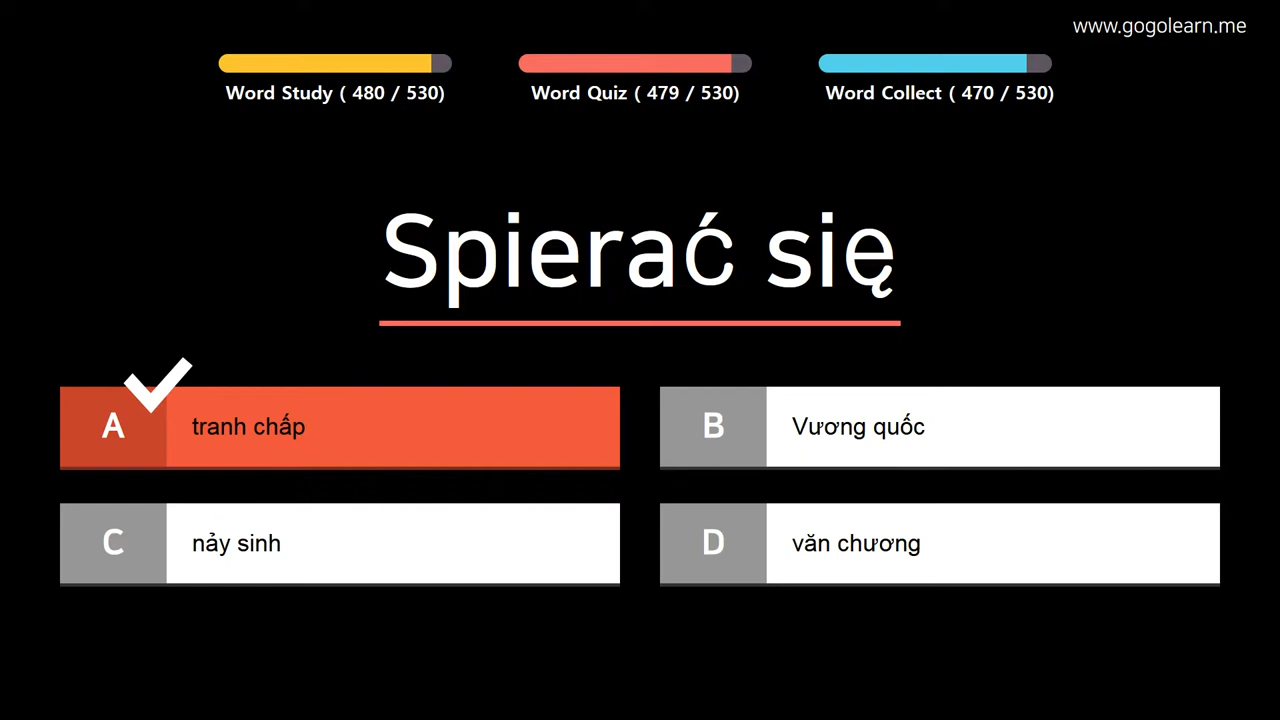 www.gogolearn.me
Word Study ( 480 / 530)
Word Quiz ( 479 / 530)
Word Collect ( 470 / 530)
Spierać się
A
tranh chấp
B
Vương quốc
C
nảy sinh
D
văn chương